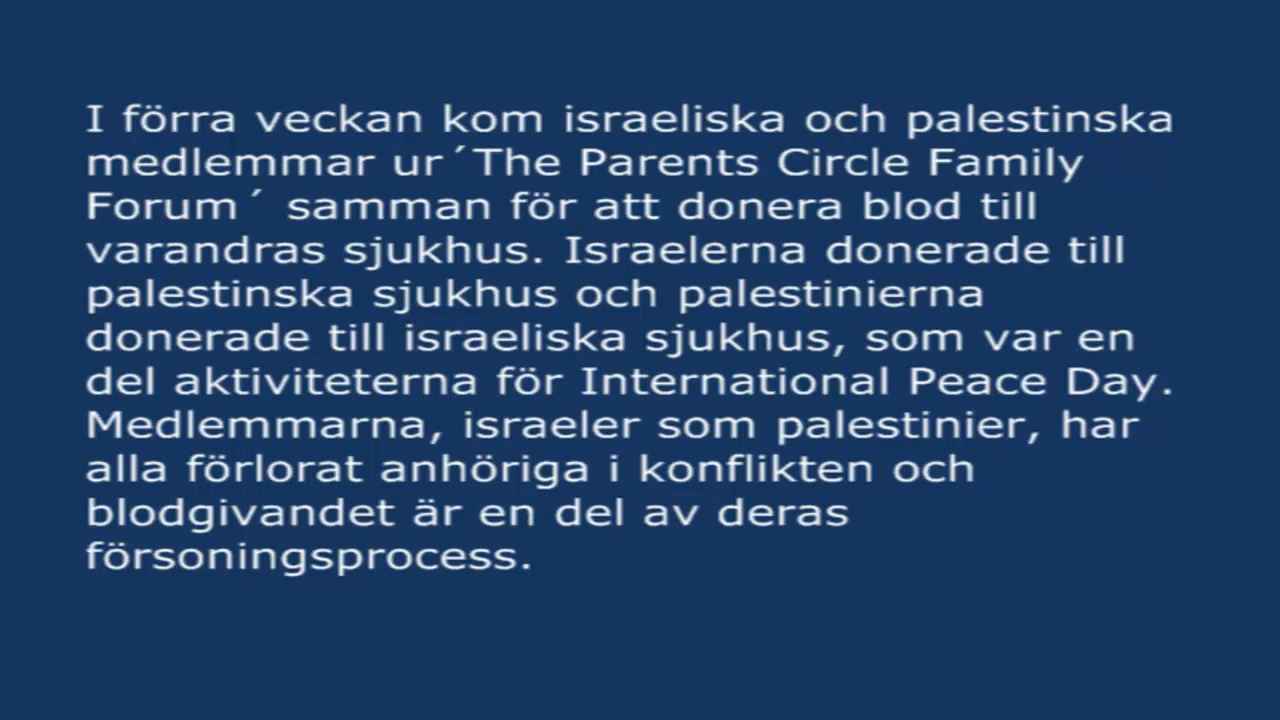 I förra veckan kom israeliska och palestinska
medlemmar ur´The Parents Circle Family
Forum´ samman för att donera blod till
varandras sjukhus. Israelerna donerade till
palestinska sjukhus och palestinierna
donerade till israeliska sjukhus, som var en
del aktiviteterna för International Peace Day.
Medlemmarna, israeler som palestinier, har
alla förlorat anhöriga i konflikten och
blodgivandet är en del av deras
försoningsprocess.